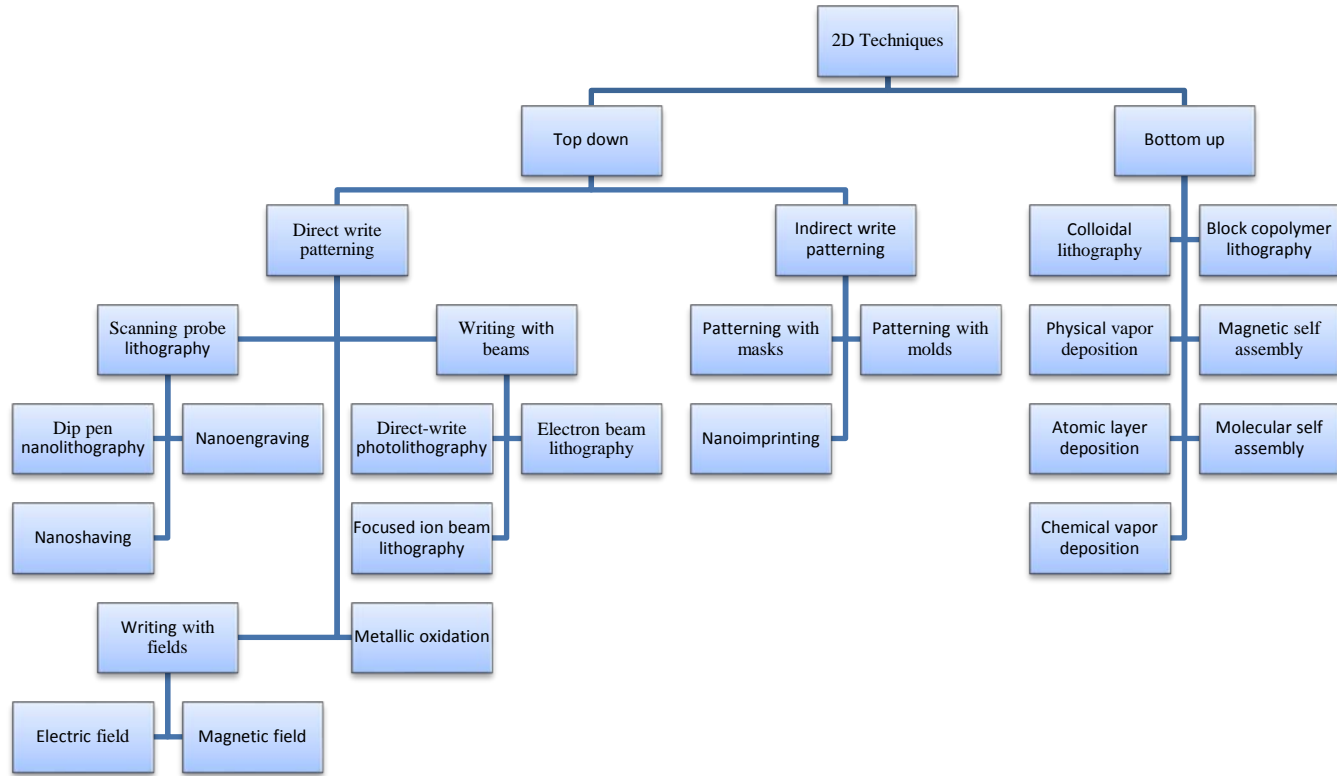 2D Techniques
Top down
Bottom up
Direct write
patterning
Indirect write
patterning
Colloidal
lithography
Block copolymer
lithography
Scanning probe
lithography
Writing with
beams
Patterning with
masks
Patterning with
molds
Physical vapor
deposition
Magnetic self
assembly
Dip pen
nanolithography
Nanoengraving
Direct-write
photolithography
Electron beam
lithography
Nanoimprinting
Atomic layer
deposition
Molecular self
assembly
Nanoshaving
Focused ion beam
lithography
Chemical vapor
deposition
Writing with
fields
Metallic oxidation
Electric field
Magnetic field